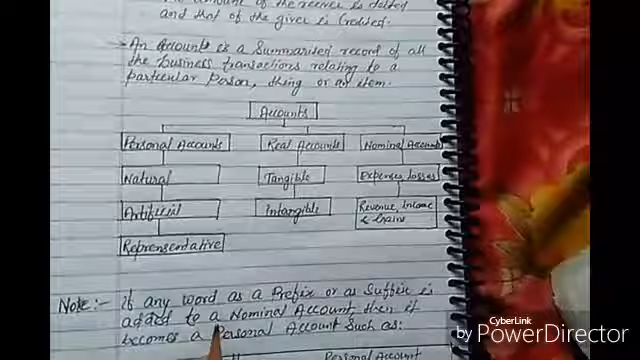 amount of the receiver is debited
and that of the giver is Credited.
An Accounts is a Summarised record of all
the business transactions relating to a
particular Person, thing or an item.
Accounts
Personal Accounts
Real Accounts
Nominal Account
Natural
Tangible
Expenses losses
Artificial
Intangible
Revenue, Income
& Gains
Reprensentative
Note:- if any word as a Prefix or as Suffix is
added to a Nominal Account, then it
becomes a Personal Account Such as:
Personal Account
CyberLink
by PowerDirector